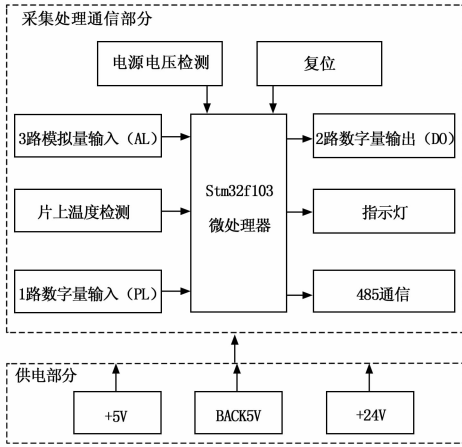 采集处理通信部分
电源电压检测
复位
3路模拟量输入（AL）
2路数字量输出（DO）
片上温度检测
Stm32f103
微处理器
指示灯
1路数字量输入（PL）
485通信
供电部分
+5V
BACK5V
+24V